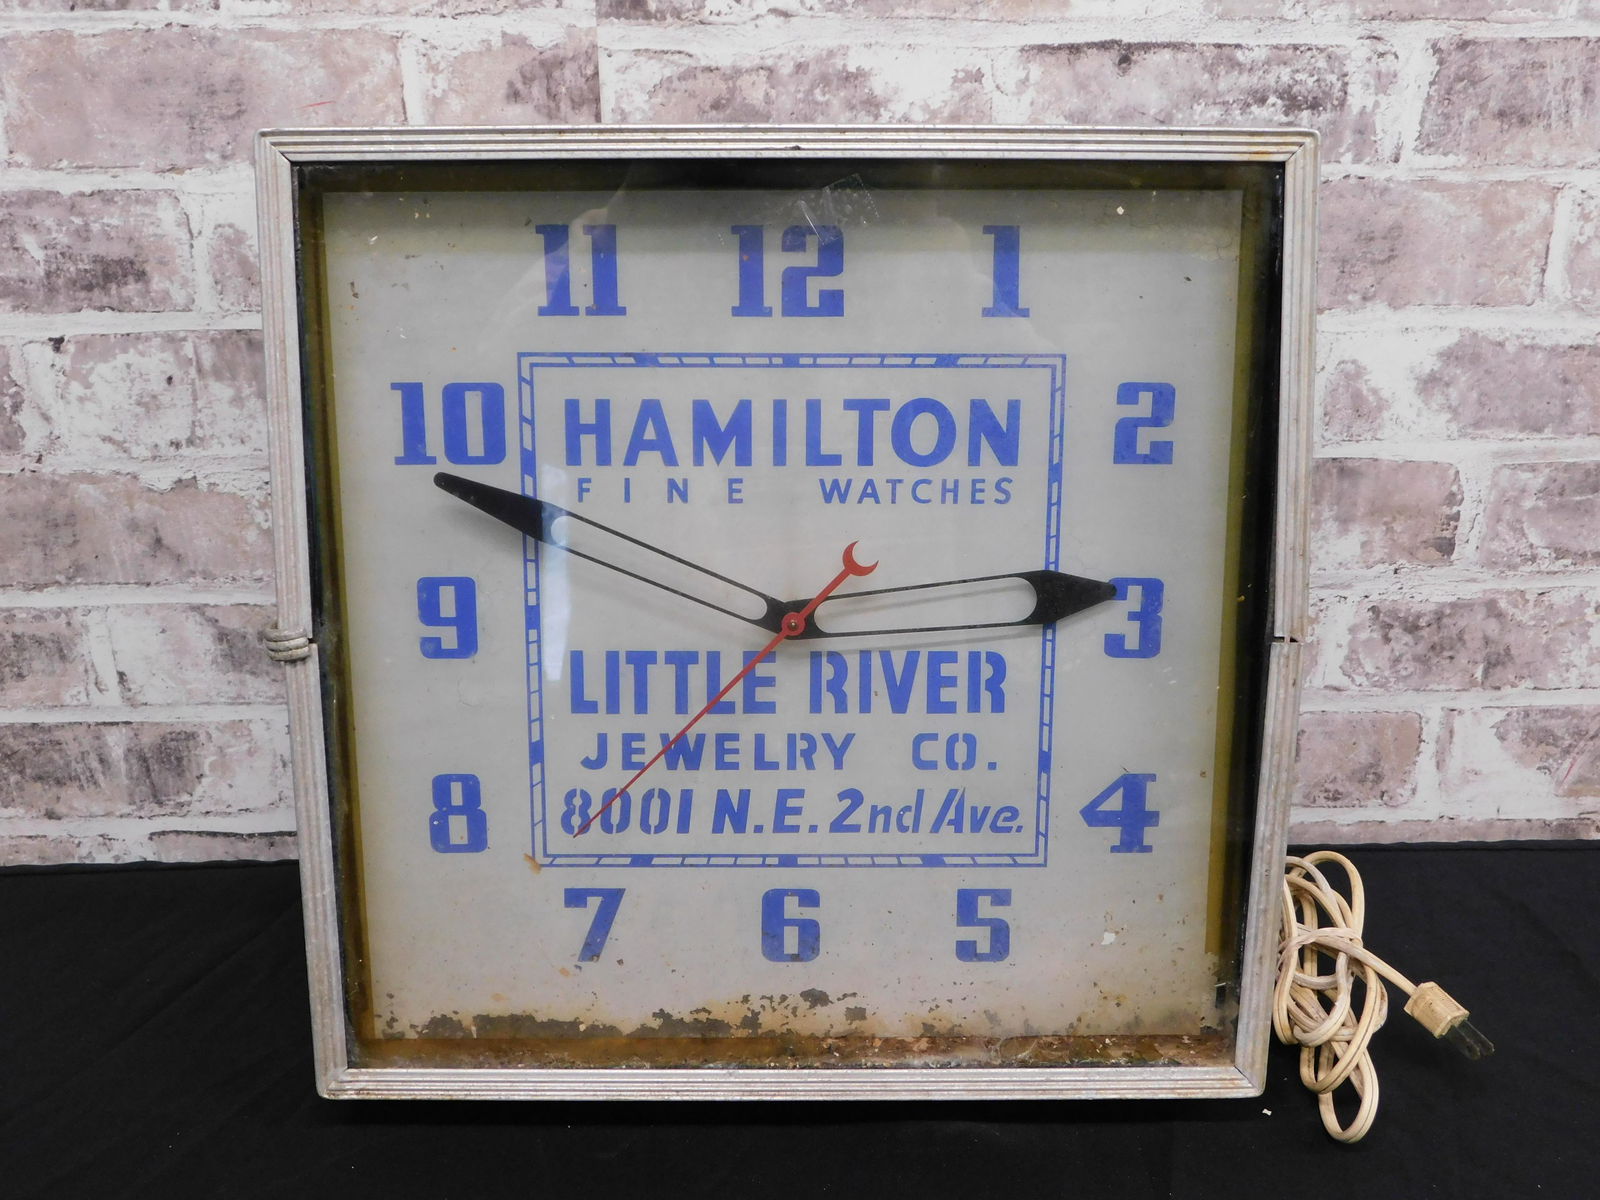 11 12 1
10 2
HAMILTON
FINE WATCHES
9 3
LITTLE RIVER
JEWELRY CO.
8001 N.E. 2nd Ave.
8 4
7 6 5